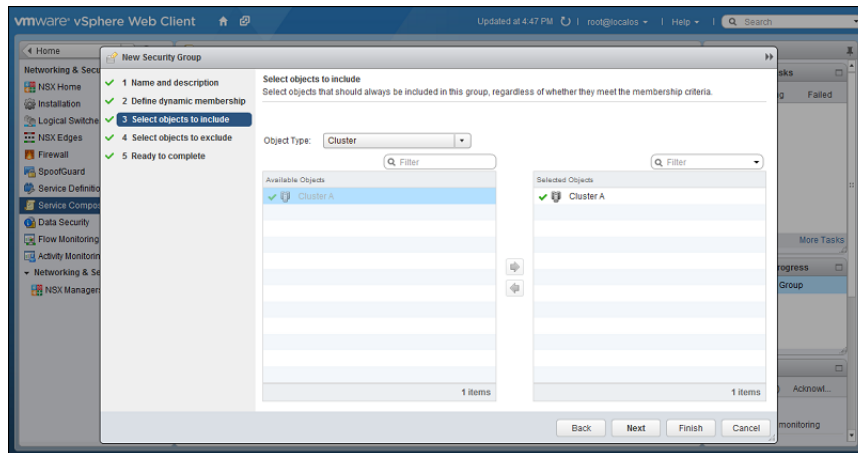 vmware® vSphere Web Client
Updated at 4:47 PM
root@localos
Help
Search
Home
Networking & Secu
NSX Home
Installation
Logical Switche
NSX Edges
Firewall
SpoofGuard
Service Definitio
Service Compos
Data Security
Flow Monitoring
Activity Monitorin
Networking & Se
NSX Manager
New Security Group
1 Name and description
2 Define dynamic membership
3 Select objects to include
4 Select objects to exclude
5 Ready to complete
Select objects to include
Select objects that should always be included in this group, regardless of whether they meet the membership criteria.
Object Type: Cluster
Filter
Filter
Available Objects
Selected Objects
Cluster A
Cluster A
1 items
1 items
Back
Next
Finish
Cancel
sks
Failed
More Tasks
rogress
Group
Acknowl...
monitoring